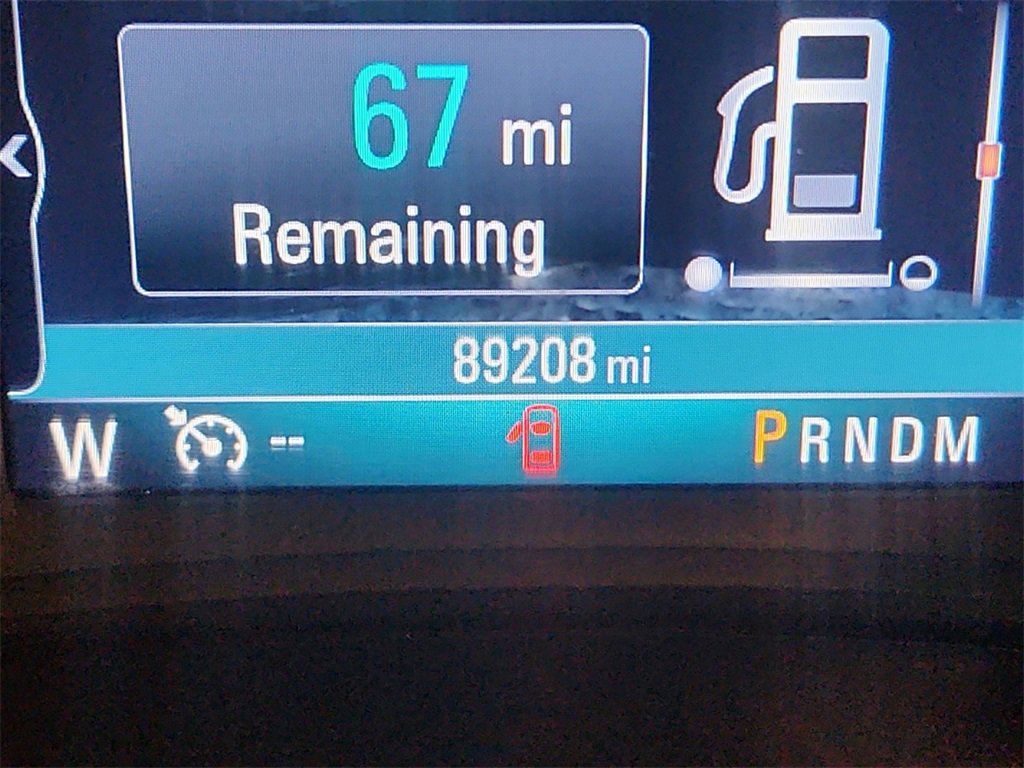 67 mi
Remaining
89208 mi
W -- PRNDM